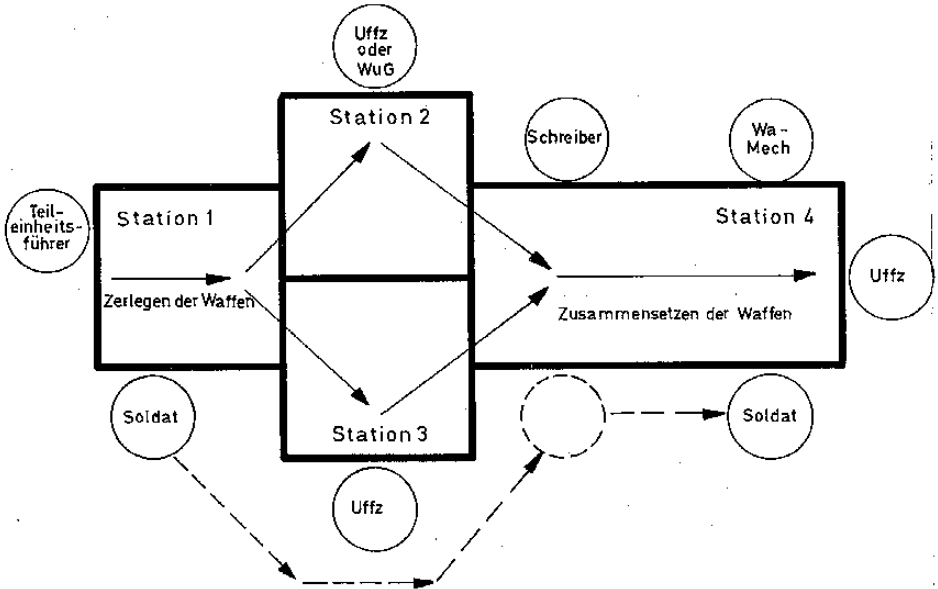 Uffz
oder
WuG
Station 2
Schreiber
Wa-
Mech
Teil-
einheits-
führer
Station 1
Station 4
Zerlegen der Waffen
Uffz
Zusammensetzen der Waffen
Soldat
Station 3
Soldat
Uffz